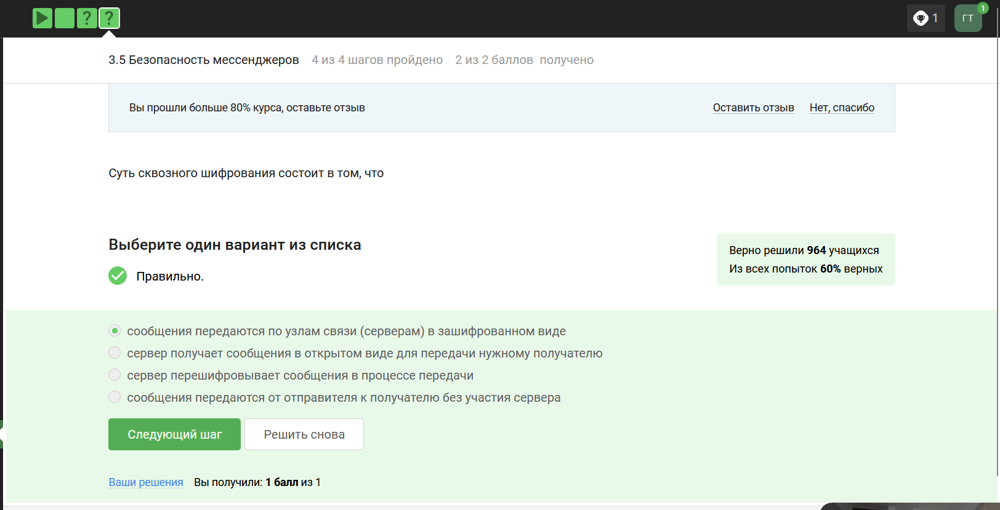 ? ?
1
ГТ
1
3.5 Безопасность мессенджеров 4 из 4 шагов пройдено 2 из 2 баллов получено
Вы прошли больше 80% курса, оставьте отзыв Оставить отзыв Нет, спасибо
Суть сквозного шифрования состоит в том, что
Выберите один вариант из списка
Правильно.
Верно решили 964 учащихся
Из всех попыток 60% верных
сообщения передаются по узлам связи (серверам) в зашифрованном виде
сервер получает сообщения в открытом виде для передачи нужному получателю
сервер перешифровывает сообщения в процессе передачи
сообщения передаются от отправителя к получателю без участия сервера
Следующий шаг Решить снова
Ваши решения Вы получили: 1 балл из 1